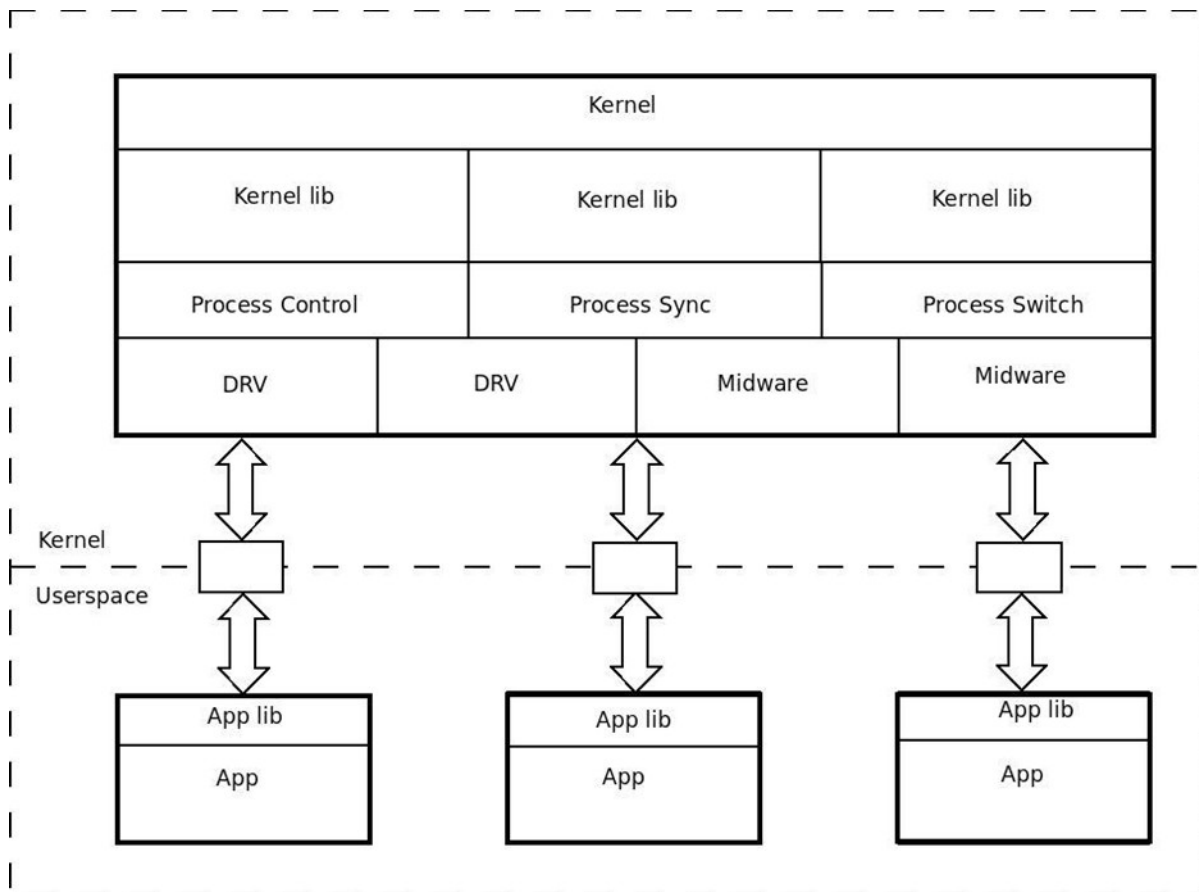 Kernel
Kernel lib
Kernel lib
Kernel lib
Process Control
Process Sync
Process Switch
DRV
DRV
Midware
Midware
Kernel
Userspace
App lib
App lib
App lib
App
App
App